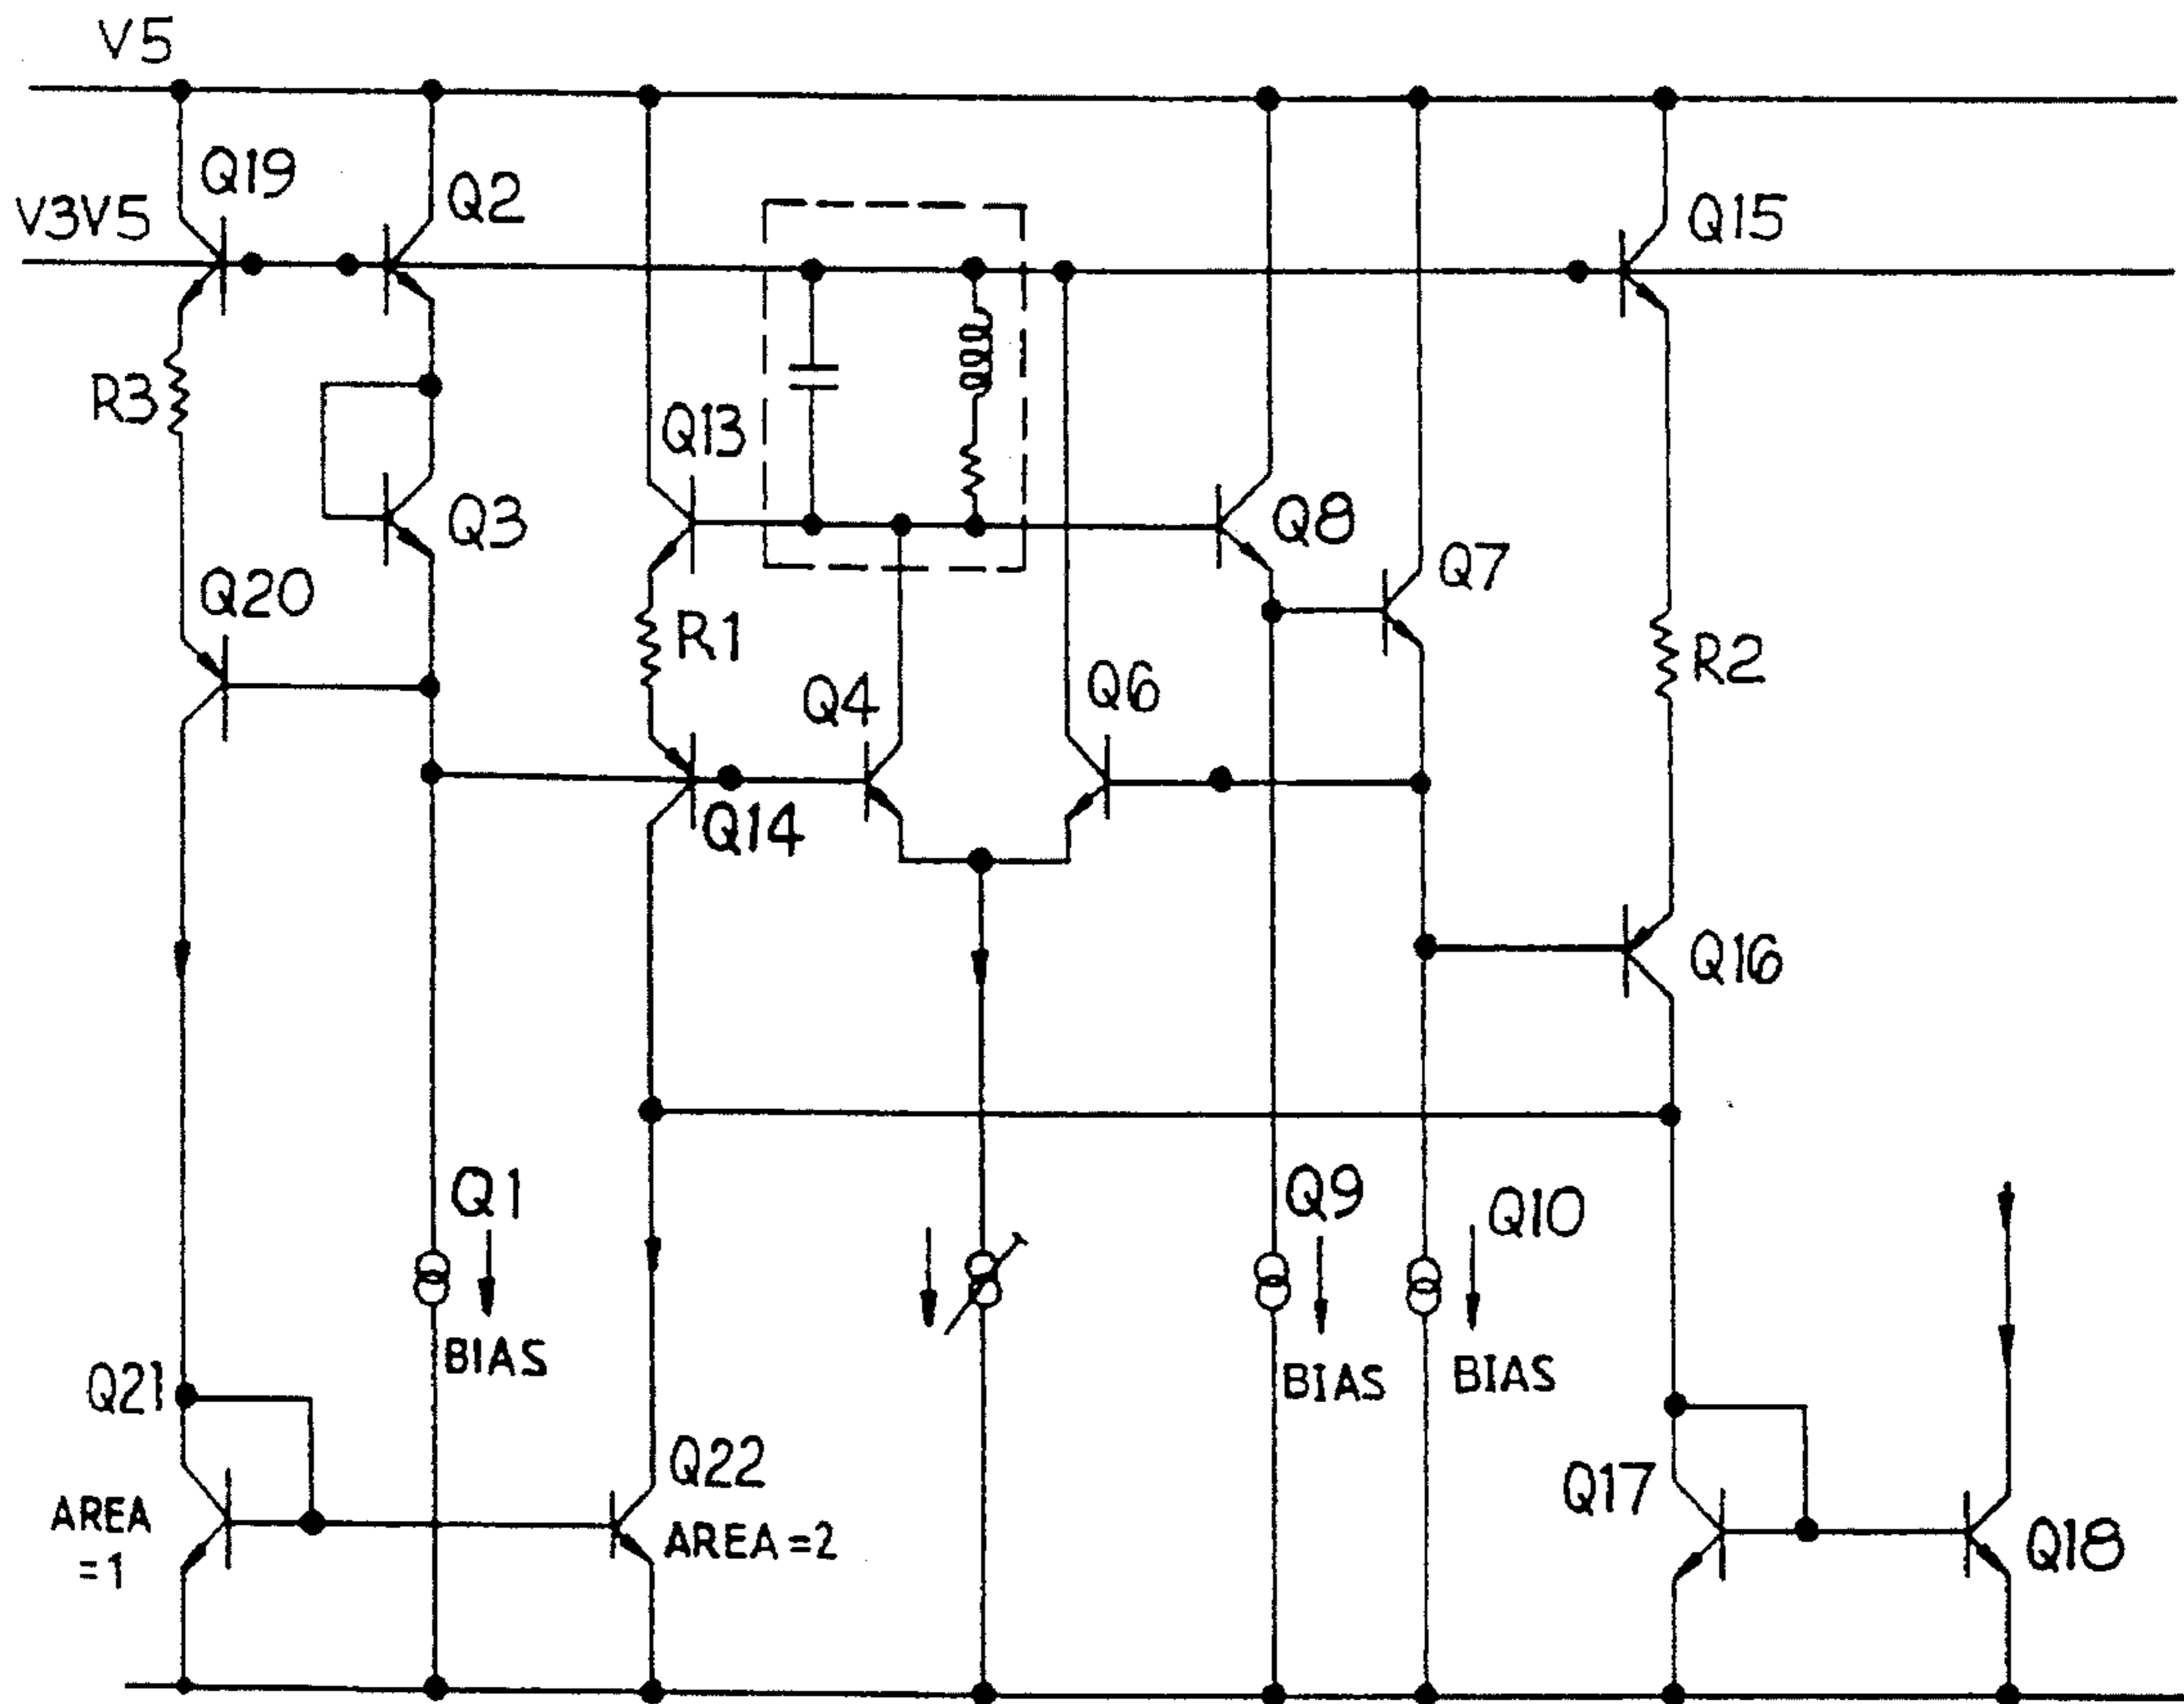 V5
Q19
Q2
V3V5
Q15
R3
Q13
Q3
Q8
Q7
Q20
R1
Q4
Q6
R2
Q14
Q16
Q1
Q9
Q10
BIAS
BIAS
BIAS
Q21
Q22
Q17
AREA
=1
AREA =2
Q18